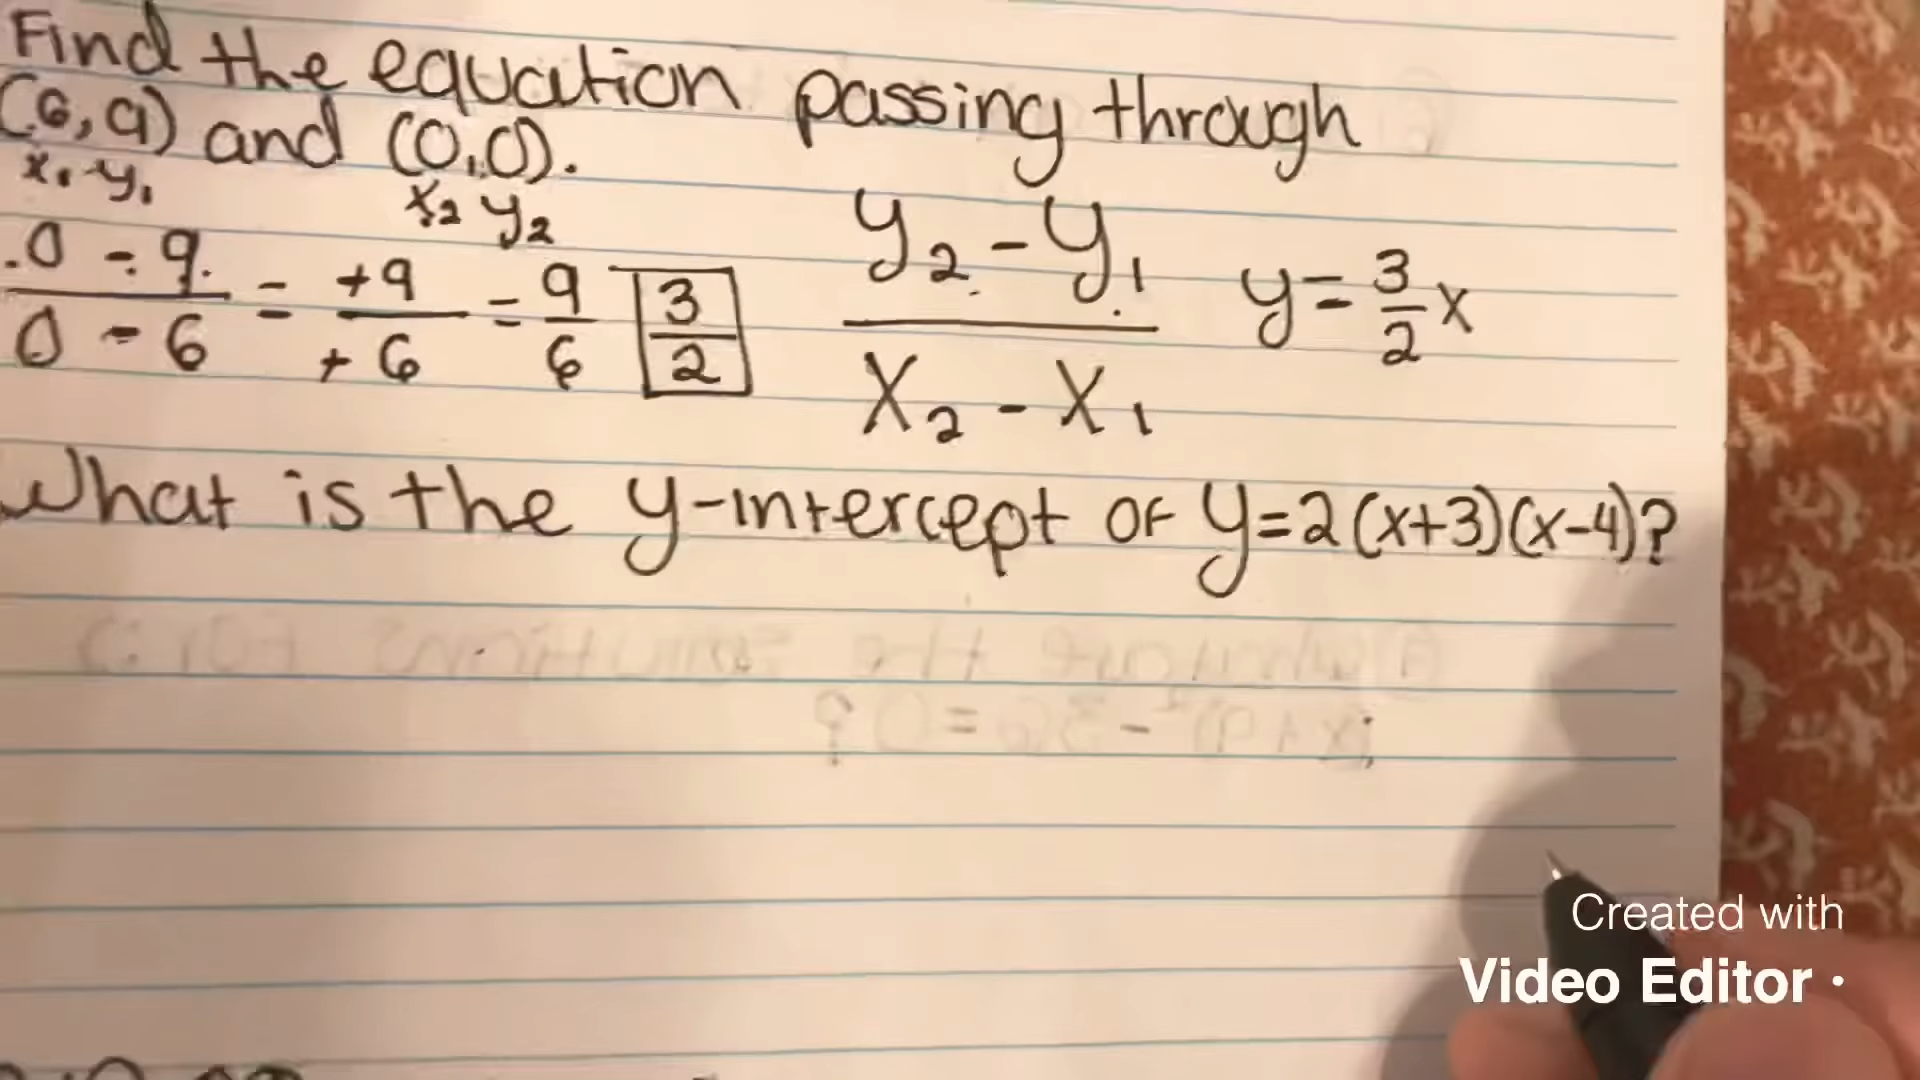 Find the equation passing through
(6,9) and (0,0).
x₁ y₁
x₂ y₂
0 - 9 / 0 - 6 = +9 / +6 = 9/6 3/2
y₂ - y₁ / x₂ - x₁
y = 3/2 x
What is the y-intercept of y=2(x+3)(x-4)?
Created with
Video Editor